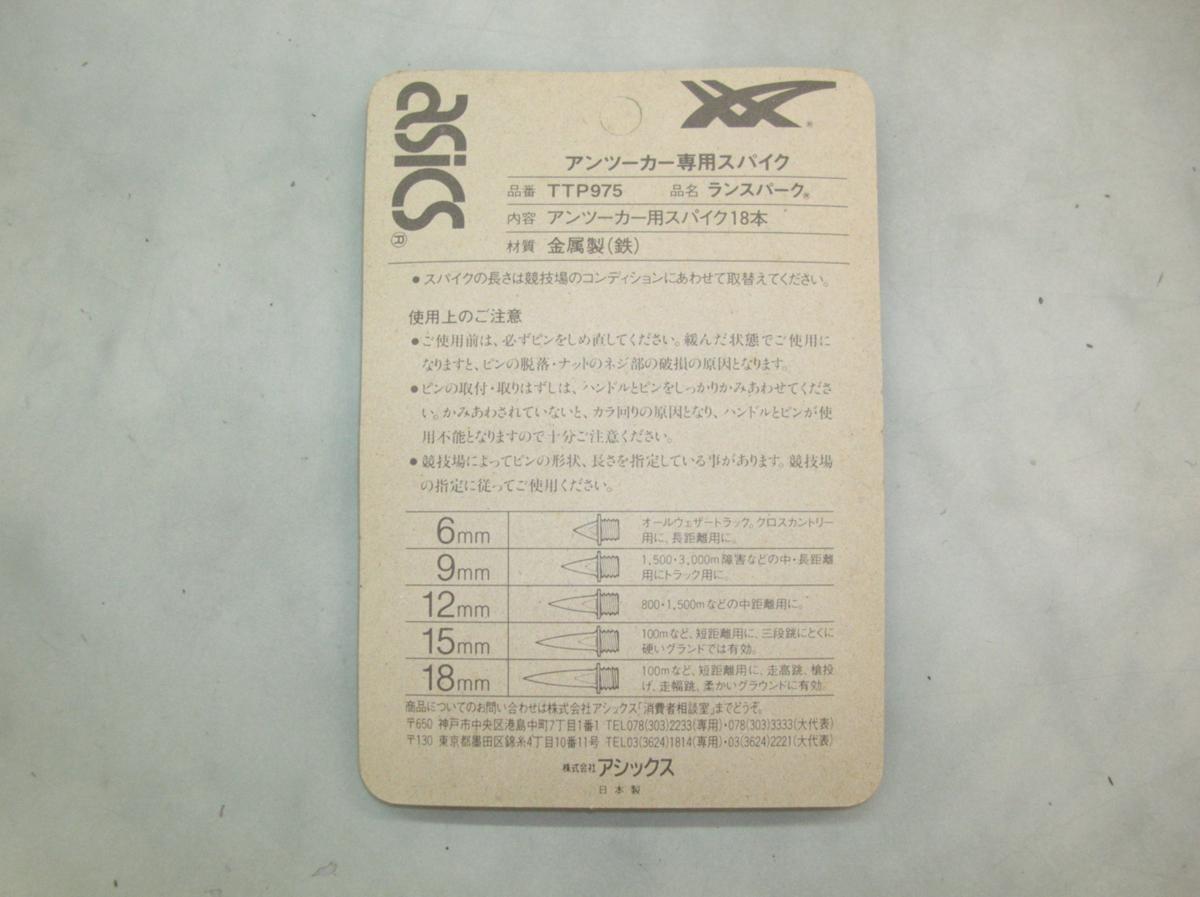 asics®
アンツーカー専用スパイク
品番 TTP975 品名 ランスパーク®
内容 アンツーカー用スパイク18本
材質 金属製(鉄)
●スパイクの長さは競技場のコンディションにあわせて取替えてください。
使用上のご注意
●ご使用前は、必ずピンをしめ直してください。緩んだ状態でご使用に
なりますと、ピンの脱落・ナットのネジ部の破損の原因となります。
●ピンの取付・取りはずしは、ハンドルとピンをしっかりかみあわせてくださ
い。かみあわされていないと、カラ回りの原因となり、ハンドルとピンが使
用不能となりますので十分ご注意ください。
●競技場によってピンの形状、長さを指定している事があります。競技場
の指定に従ってご使用ください。
6mm オールウェザートラック。クロスカントリー
用に、長距離用に。
9mm 1,500・3,000m障害などの中・長距離
用にトラック用に。
12mm 800・1,500mなどの中距離用に。
15mm 100mなど、短距離用に、三段跳にとくに
硬いグランドでは有効。
18mm 100mなど、短距離用に、走高跳、槍投
げ、走幅跳、柔かいグラウンドに有効。
商品についてのお問い合わせは株式会社アシックス「消費者相談室」までどうぞ。
〒650 神戸市中央区港島中町7丁目1番1 TEL078(303)2233(専用)・078(303)3333(大代表)
〒130 東京都墨田区錦糸4丁目10番11号 TEL03(3624)1814(専用)・03(3624)2221(大代表)
株式会社アシックス
日本製